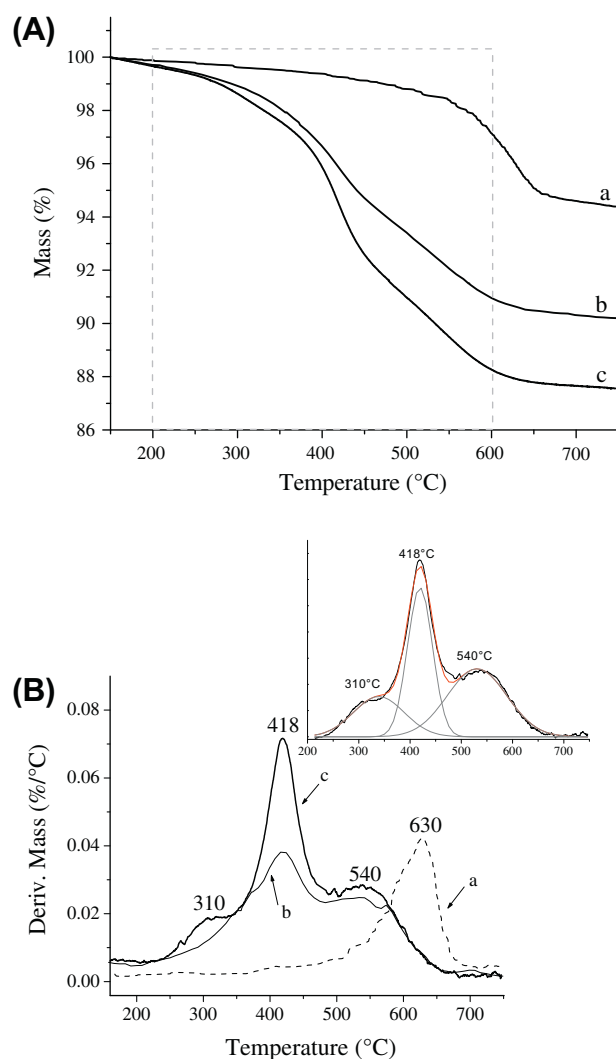 (A)
100
98
96
94
92
90
88
86
Mass (%)
a
b
c
200 300 400 500 600 700
Temperature (°C)
418°C
310°C
540°C
200 300 400 500 600 700
(B)
0.08
0.06
0.04
0.02
0.00
Deriv. Mass (%/°C)
418
c
630
a
540
310
b
200 300 400 500 600 700
Temperature (°C)